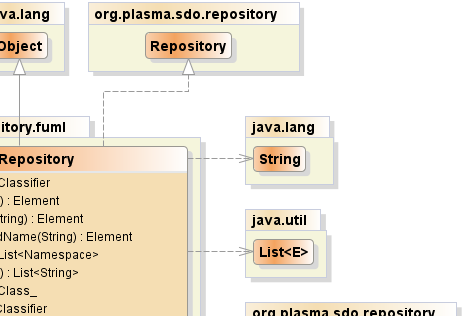 va.lang
Object
org.plasma.sdo.repository
Repository
itory.fuml
Repository
Classifier
) : Element
tring) : Element
dName(String) : Element
List<Namespace>
) : List<String>
Class_
Classifier
java.lang
String
java.util
List<E>
org.plasma.sdo.repository